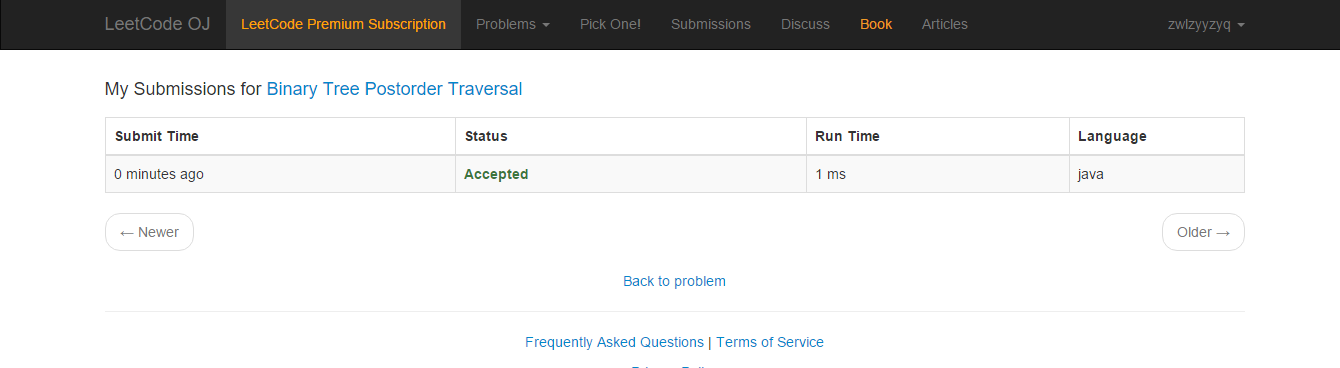 LeetCode OJ LeetCode Premium Subscription Problems Pick One! Submissions Discuss Book Articles zwlzyyzyq
My Submissions for Binary Tree Postorder Traversal
Submit Time Status Run Time Language
0 minutes ago Accepted 1 ms java
← Newer Older →
Back to problem
Frequently Asked Questions | Terms of Service